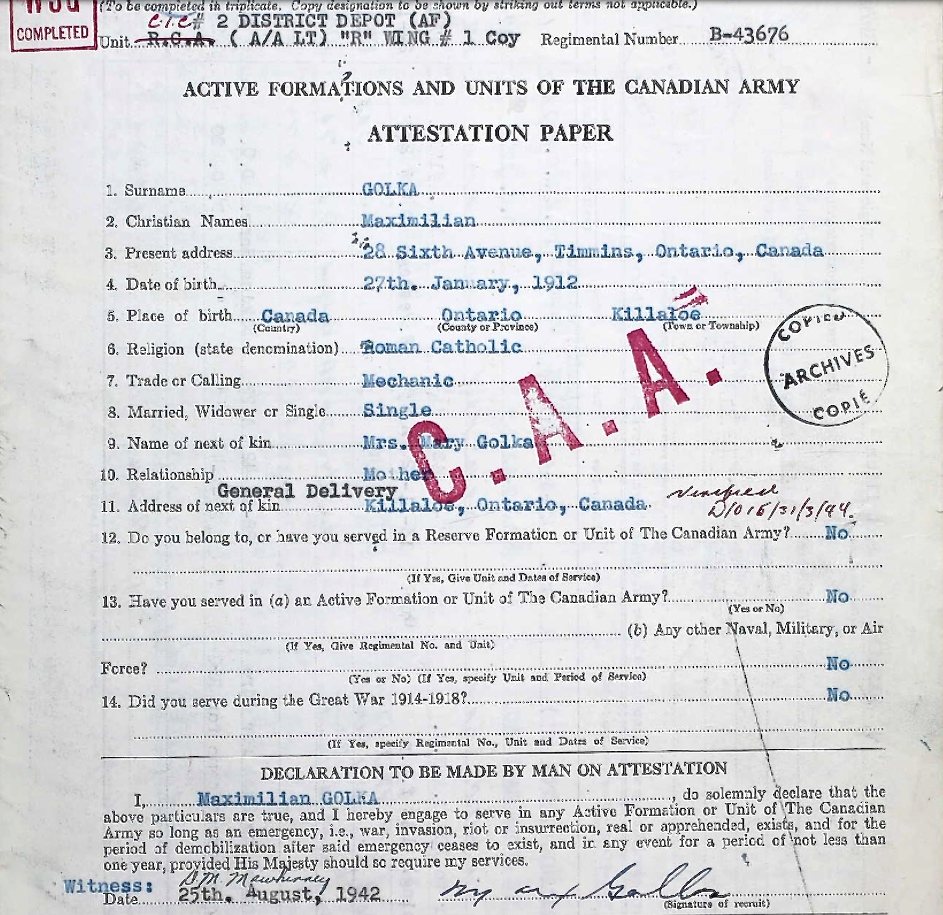 (To be completed in triplicate. Copy designation to be shown by striking out terms not applicable.)
COMPLETED
C.I.C # 2 DISTRICT DEPOT (AF)
Unit R.C.A. ( A/A LT) "R" WING # 1 Coy Regimental Number B-43676
ACTIVE FORMATIONS AND UNITS OF THE CANADIAN ARMY
ATTESTATION PAPER
1. Surname GOLKA
2. Christian Names Maximilian
3. Present address 28 Sixth Avenue, Timmins, Ontario, Canada
4. Date of birth 27th. January, 1912
5. Place of birth Canada Ontario Killaloe
(Country) (County or Province) (Town or Township)
6. Religion (state denomination) Roman Catholic
7. Trade or Calling Mechanic
8. Married, Widower or Single Single
9. Name of next of kin Mrs. Mary Golka
10. Relationship Mother
General Delivery
11. Address of next of kin Killaloe, Ontario, Canada
C.A.A.
COPIED
ARCHIVES
COPIÉ
Verified
12. Do you belong to, or have you served in a Reserve Formation or Unit of The Canadian Army? No
(If Yes, Give Unit and Dates of Service)
13. Have you served in (a) an Active Formation or Unit of The Canadian Army? No
(Yes or No)
(b) Any other Naval, Military, or Air
(If Yes, Give Regimental No. and Unit)
Force? No
(Yes or No) (If Yes, specify Unit and Period of Service)
14. Did you serve during the Great War 1914-1918? No
(If Yes, specify Regimental No., Unit and Dates of Service)
DECLARATION TO BE MADE BY MAN ON ATTESTATION
I, Maximilian GOLKA, do solemnly declare that the
above particulars are true, and I hereby engage to serve in any Active Formation or Unit of The Canadian
Army so long as an emergency, i.e., war, invasion, riot or insurrection, real or apprehended, exists, and for the
period of demobilization after said emergency ceases to exist, and in any event for a period of not less than
one year, provided His Majesty should so require my services.
Witness:
Date 25th. August, 1942
(Signature of recruit)